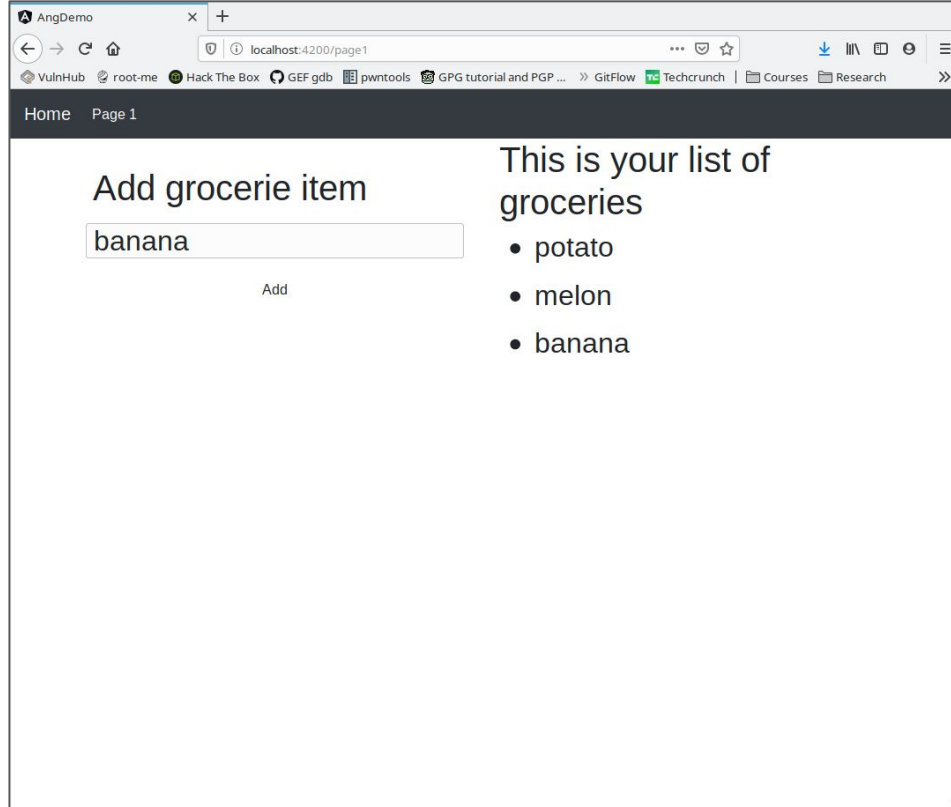 AngDemo
localhost:4200/page1
VulnHub root-me Hack The Box GEF gdb pwntools GPG tutorial and PGP ... GitFlow Techcrunch Courses Research
Home Page 1
Add grocerie item
banana
Add
This is your list of
groceries
potato
melon
banana